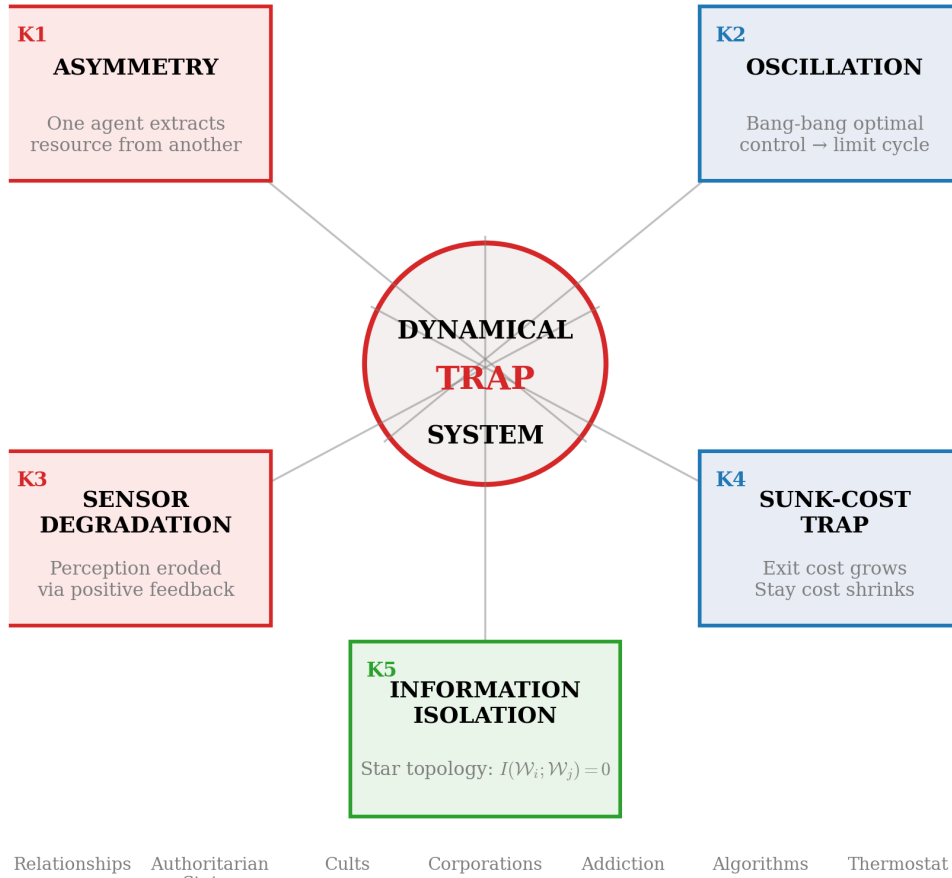 K1
ASYMMETRY
One agent extracts
resource from another
K2
OSCILLATION
Bang-bang optimal
control → limit cycle
DYNAMICAL
TRAP
SYSTEM
K3
SENSOR
DEGRADATION
Perception eroded
via positive feedback
K4
SUNK-COST
TRAP
Exit cost grows
Stay cost shrinks
K5
INFORMATION
ISOLATION
Star topology: I(𝒲ᵢ;𝒲ⱼ) = 0
Relationships Authoritarian Cults Corporations Addiction Algorithms Thermostat